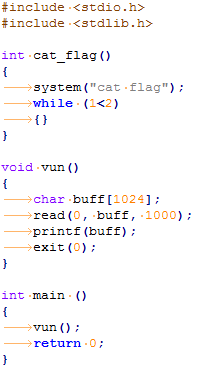 #include <stdio.h>
#include <stdlib.h>
int cat_flag()
{
system("cat flag");
while (1<2)
{}
}
void vun()
{
char buff[1024];
read(0, buff, 1000);
printf(buff);
exit(0);
}
int main ()
{
vun();
return 0;
}